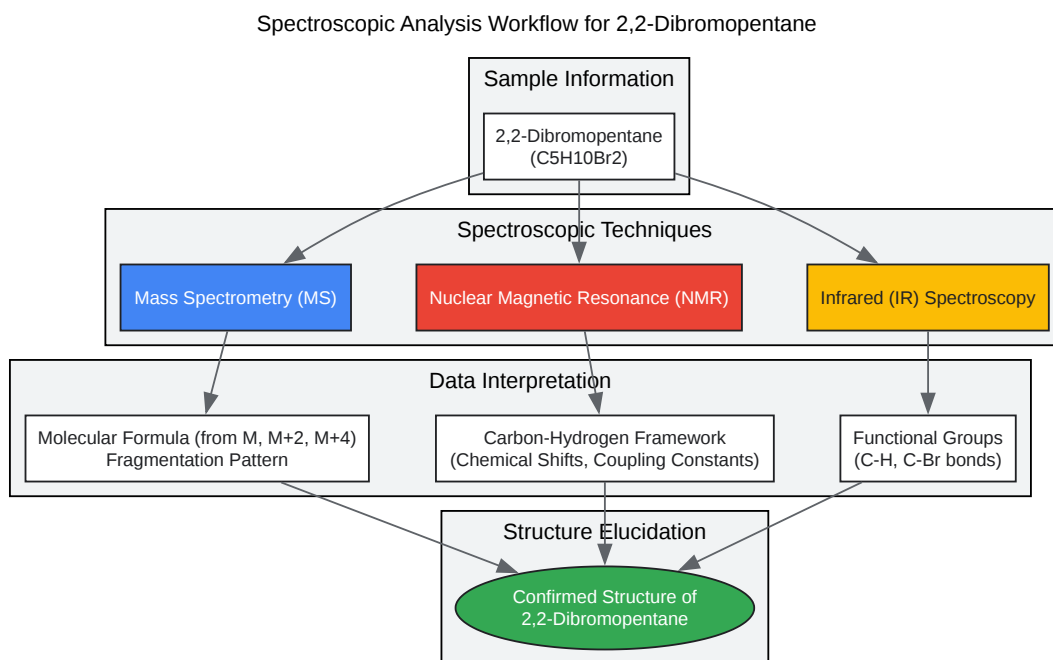 Spectroscopic Analysis Workflow for 2,2-Dibromopentane
Sample Information
2,2-Dibromopentane
(C5H10Br2)
Spectroscopic Techniques
Mass Spectrometry (MS)
Nuclear Magnetic Resonance (NMR)
Infrared (IR) Spectroscopy
Data Interpretation
Molecular Formula (from M, M+2, M+4)
Fragmentation Pattern
Carbon-Hydrogen Framework
(Chemical Shifts, Coupling Constants)
Functional Groups
(C-H, C-Br bonds)
Structure Elucidation
Confirmed Structure of
2,2-Dibromopentane